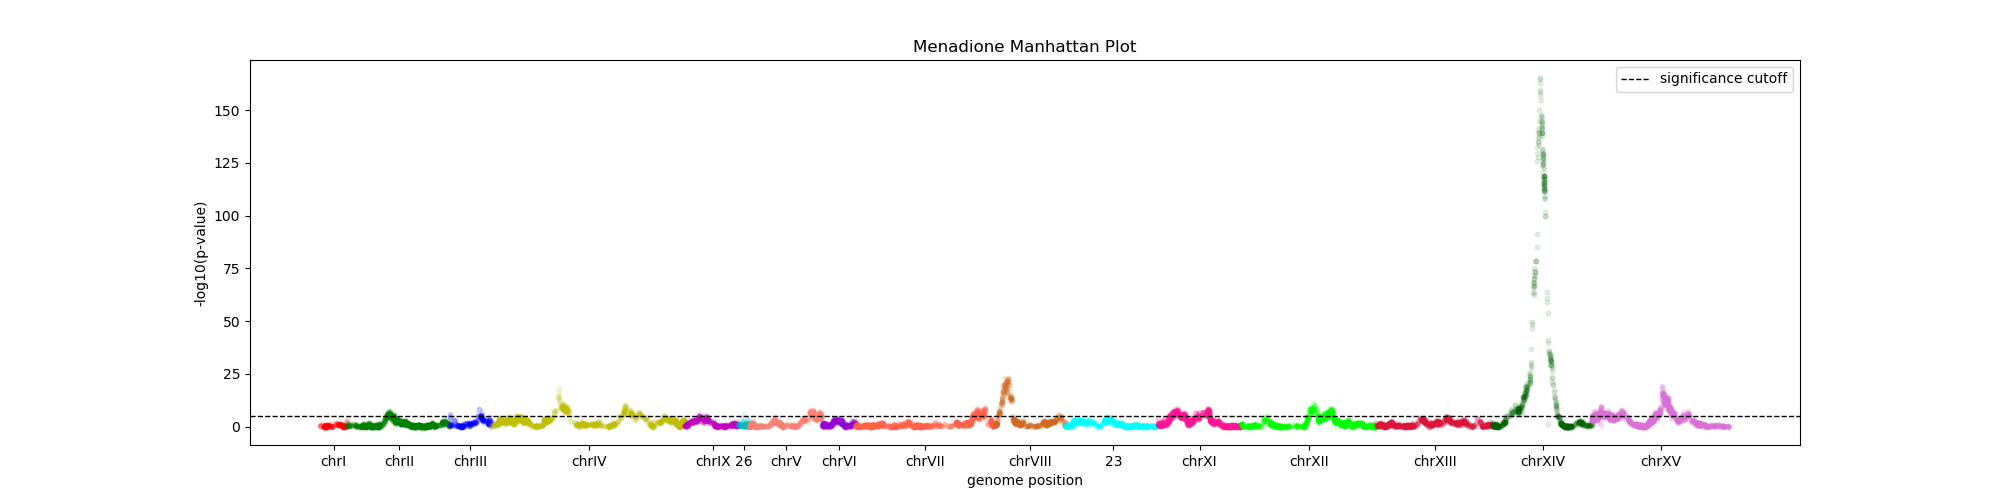 Menadione Manhattan Plot
significance cutoff
-log10(p-value)
150
125
100
75
50
25
0
chrI chrII chrIII chrIV chrIX 26 chrV chrVI chrVII chrVIII 23 chrXI chrXII chrXIII chrXIV chrXV
genome position